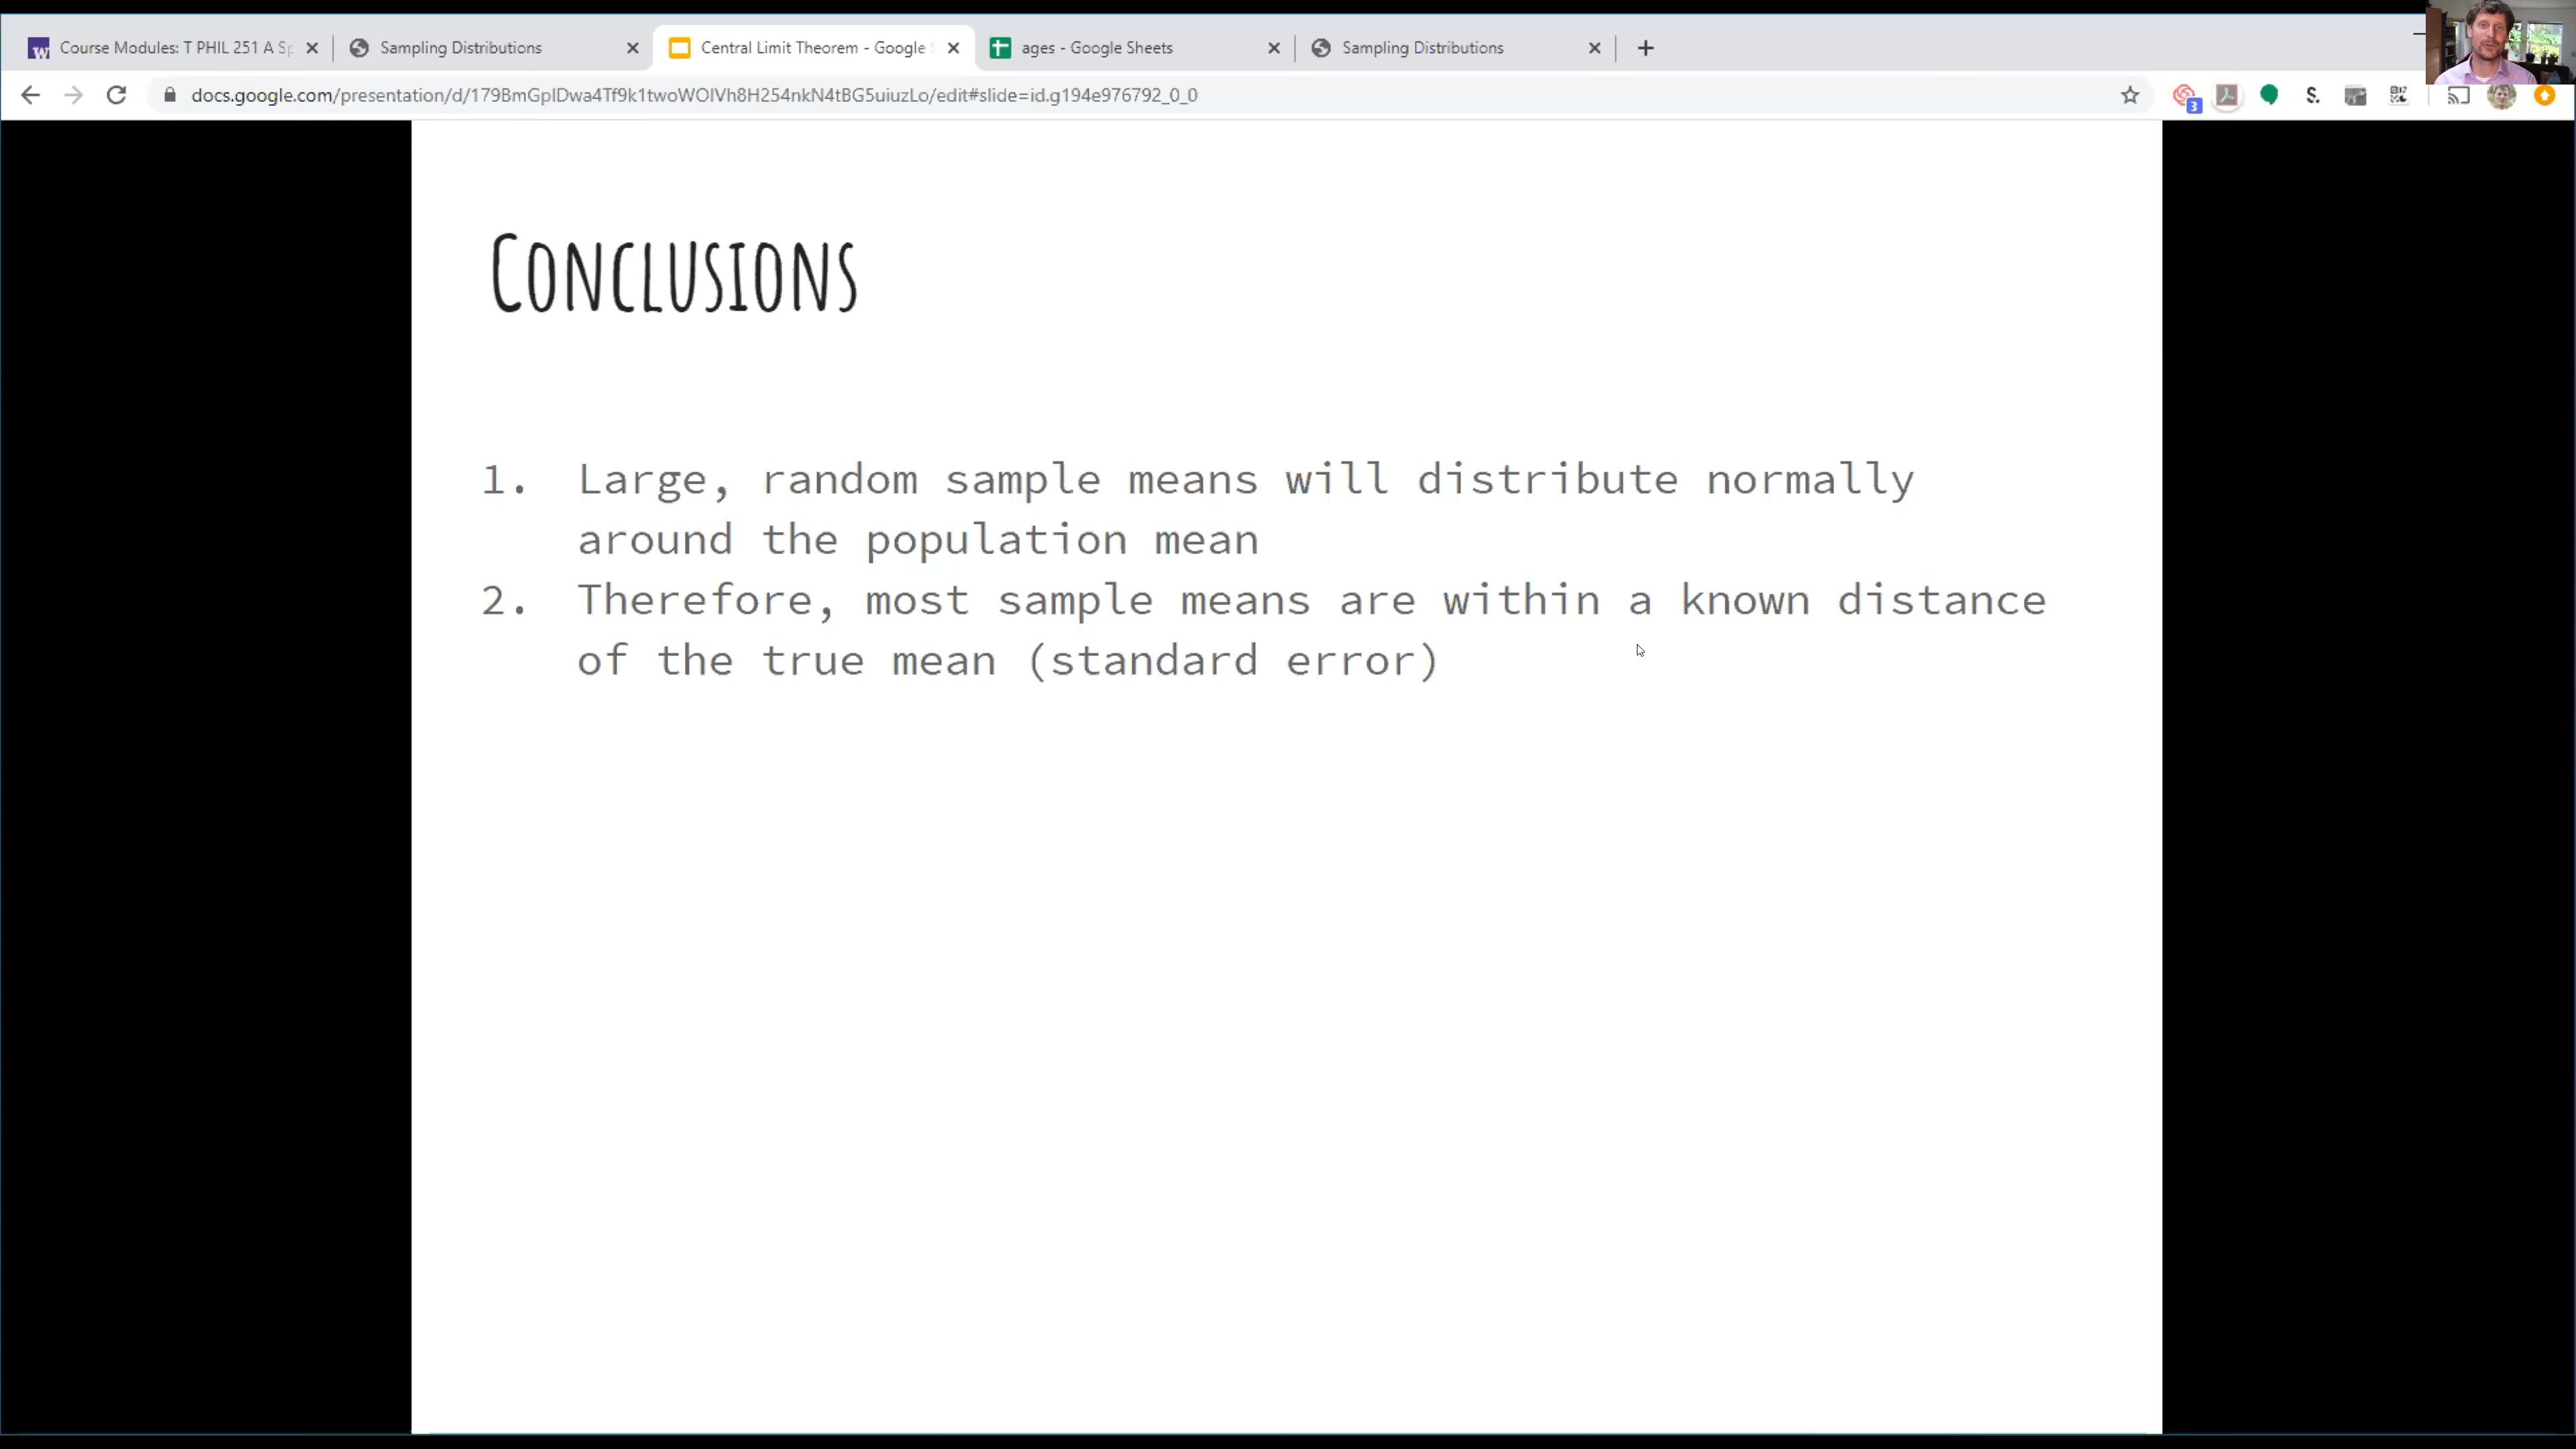 Course Modules: T PHIL 251 A Sp
Sampling Distributions
Central Limit Theorem - Google S
ages - Google Sheets
Sampling Distributions
docs.google.com/presentation/d/179BmGpIDwa4Tf9k1twoWOIVh8H254nkN4tBG5uiuzLo/edit#slide=id.g194e976792_0_0
3
S.
CONCLUSIONS
1. Large, random sample means will distribute normally
around the population mean
2. Therefore, most sample means are within a known distance
of the true mean (standard error)